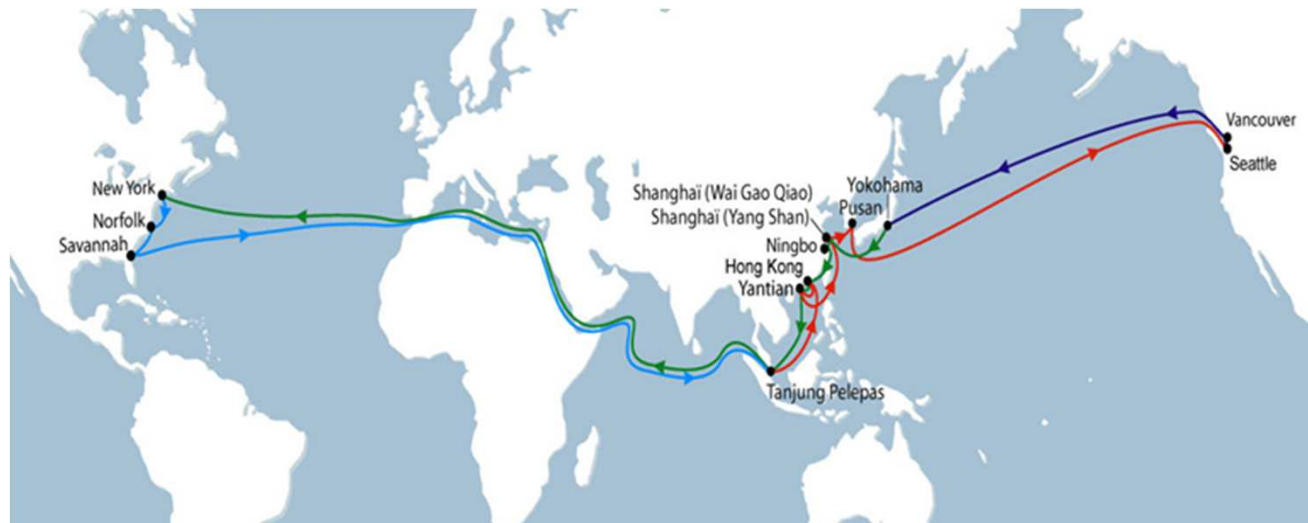 New York
Norfolk
Savannah
Shanghaï (Wai Gao Qiao)
Shanghaï (Yang Shan)
Ningbo
Hong Kong
Yantian
Tanjung Pelepas
Yokohama
Pusan
Vancouver
Seattle